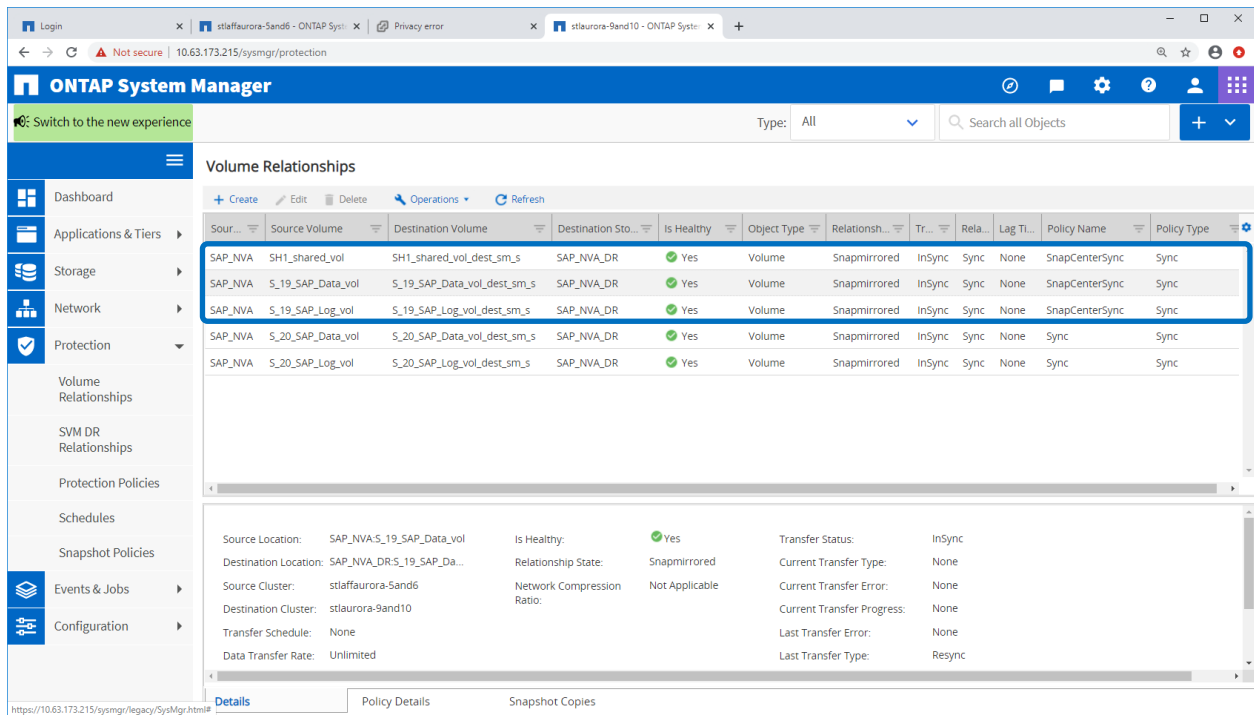 Login
stlaffaurora-5and6 - ONTAP Syst
Privacy error
stlaurora-9and10 - ONTAP Syste
Not secure | 10.63.173.215/sysmgr/protection
ONTAP System Manager
Switch to the new experience
Type: All
Search all Objects
Volume Relationships
Dashboard
Applications & Tiers
Storage
Network
Protection
Volume
Relationships
SVM DR
Relationships
Protection Policies
Schedules
Snapshot Policies
Events & Jobs
Configuration
+ Create Edit Delete Operations Refresh
Sour... Source Volume Destination Volume Destination Sto... Is Healthy Object Type Relationsh... Tr... Rela... Lag Ti... Policy Name Policy Type
SAP_NVA SH1_shared_vol SH1_shared_vol_dest_sm_s SAP_NVA_DR Yes Volume Snapmirrored InSync Sync None SnapCenterSync Sync
SAP_NVA S_19_SAP_Data_vol S_19_SAP_Data_vol_dest_sm_s SAP_NVA_DR Yes Volume Snapmirrored InSync Sync None SnapCenterSync Sync
SAP_NVA S_19_SAP_Log_vol S_19_SAP_Log_vol_dest_sm_s SAP_NVA_DR Yes Volume Snapmirrored InSync Sync None SnapCenterSync Sync
SAP_NVA S_20_SAP_Data_vol S_20_SAP_Data_vol_dest_sm_s SAP_NVA_DR Yes Volume Snapmirrored InSync Sync None Sync Sync
SAP_NVA S_20_SAP_Log_vol S_20_SAP_Log_vol_dest_sm_s SAP_NVA_DR Yes Volume Snapmirrored InSync Sync None Sync Sync
Source Location: SAP_NVA:S_19_SAP_Data_vol Is Healthy: Yes Transfer Status: InSync
Destination Location: SAP_NVA_DR:S_19_SAP_Da... Relationship State: Snapmirrored Current Transfer Type: None
Source Cluster: stlaffaurora-5and6 Network Compression Not Applicable Current Transfer Error: None
Ratio:
Destination Cluster: stlaurora-9and10 Current Transfer Progress: None
Transfer Schedule: None Last Transfer Error: None
Data Transfer Rate: Unlimited Last Transfer Type: Resync
Details Policy Details Snapshot Copies
https://10.63.173.215/sysmgr/legacy/SysMgr.html#